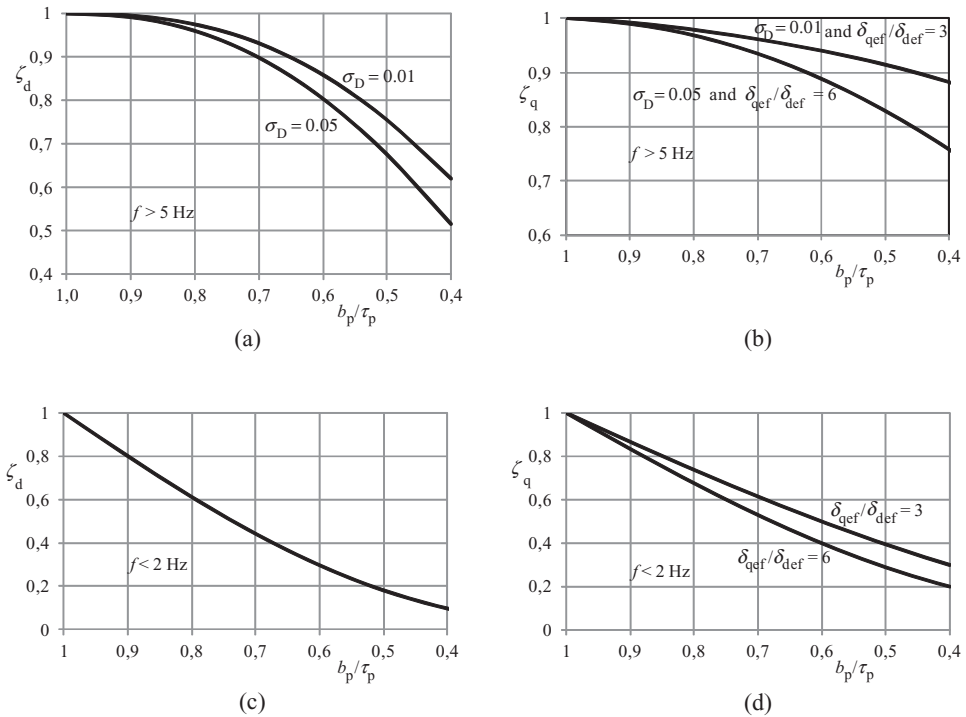 1
0,9
0,8
0,7
0,6
0,5
0,4
ζd
σD = 0.01
σD = 0.05
f > 5 Hz
1,0 0,9 0,8 0,7 0,6 0,5 0,4
bp/τp
(a)
1
0,9
0,8
0,7
0,6
ζq
σD = 0.01 and δqef/δdef = 3
σD = 0.05 and δqef/δdef = 6
f > 5 Hz
1 0,9 0,8 0,7 0,6 0,5 0,4
bp/τp
(b)
1
0,8
0,6
0,4
0,2
0
ζd
f < 2 Hz
1 0,9 0,8 0,7 0,6 0,5 0,4
bp/τp
(c)
1
0,8
0,6
0,4
0,2
0
ζq
δqef/δdef = 3
δqef/δdef = 6
f < 2 Hz
1 0,9 0,8 0,7 0,6 0,5 0,4
bp/τp
(d)